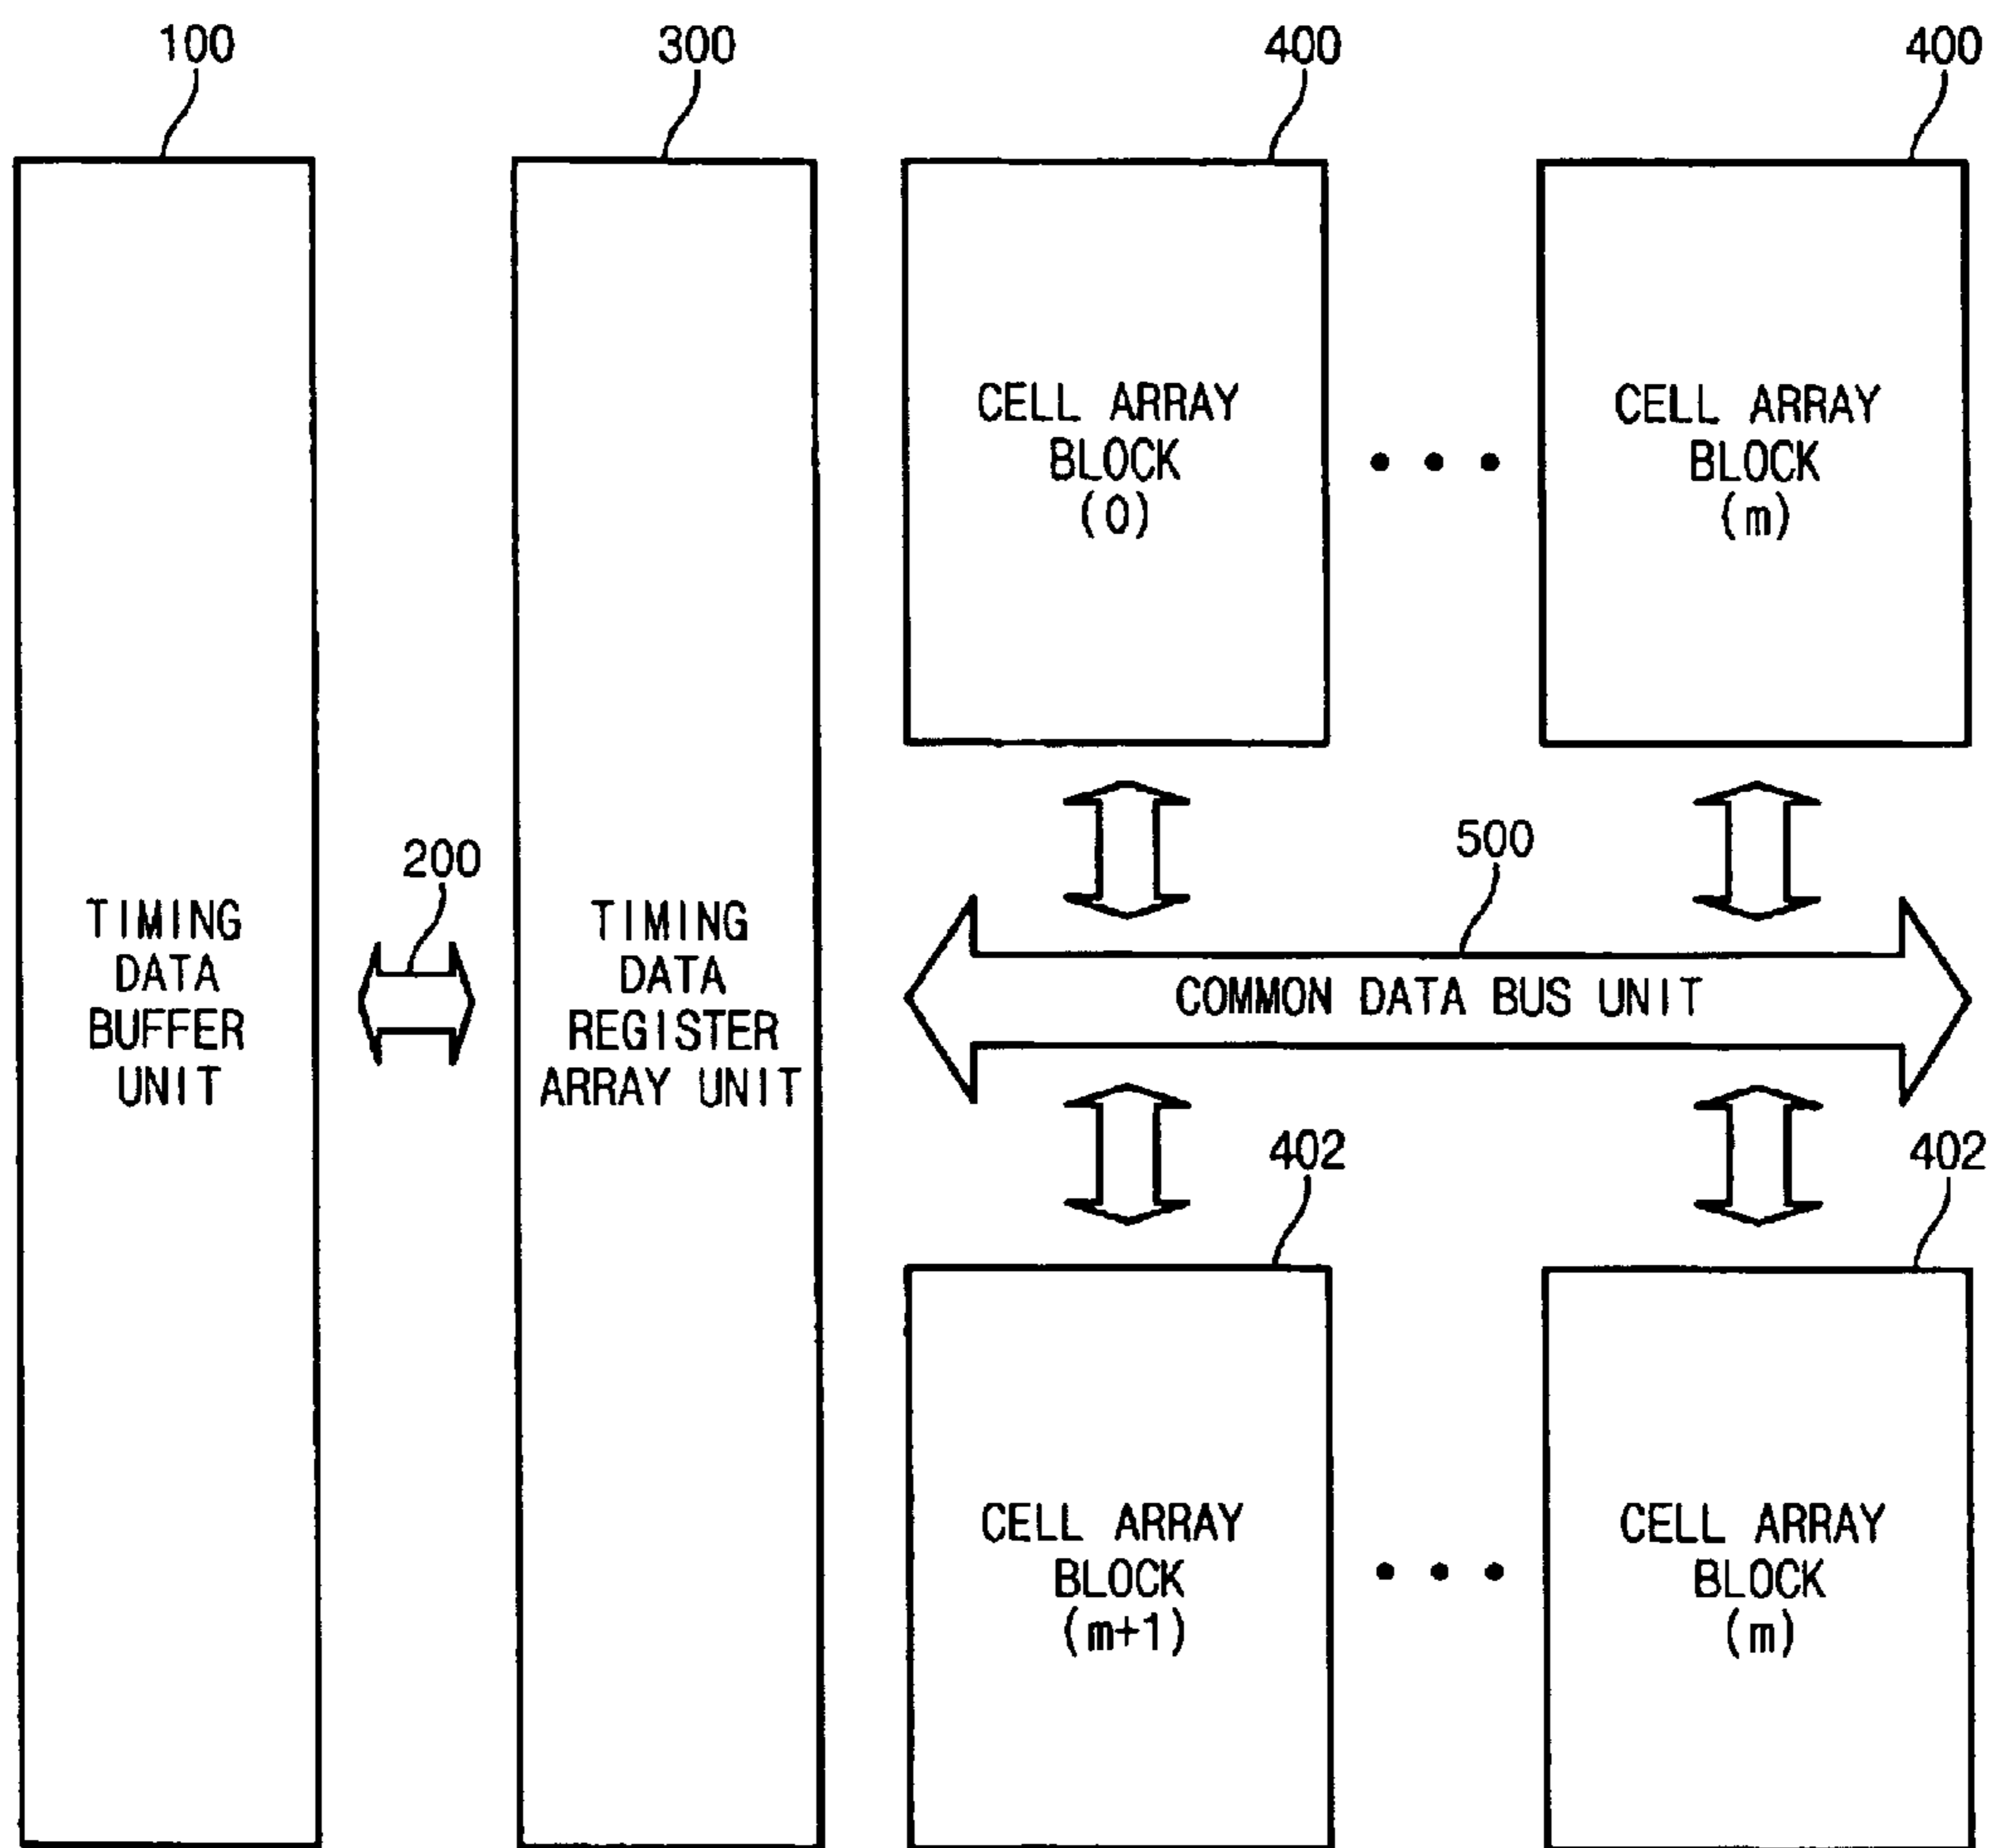 100
300
400
400
CELL ARRAY
BLOCK
(0)
CELL ARRAY
BLOCK
(m)
200
500
TIMING
DATA
BUFFER
UNIT
TIMING
DATA
REGISTER
ARRAY UNIT
COMMON DATA BUS UNIT
402
402
CELL ARRAY
BLOCK
(m+1)
CELL ARRAY
BLOCK
(m)